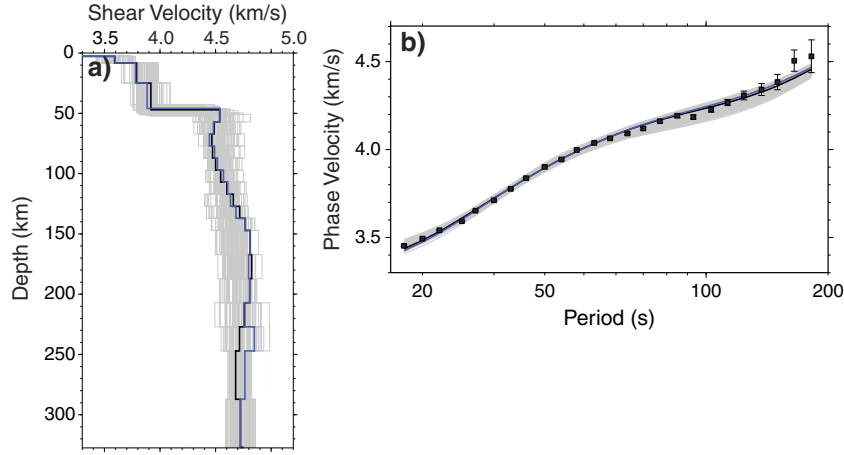 Shear Velocity (km/s)
3.5 4.0 4.5 5.0
a)
0
50
100
150
200
250
300
Depth (km)
b)
4.5
4.0
3.5
Phase Velocity (km/s)
20 50 100 200
Period (s)